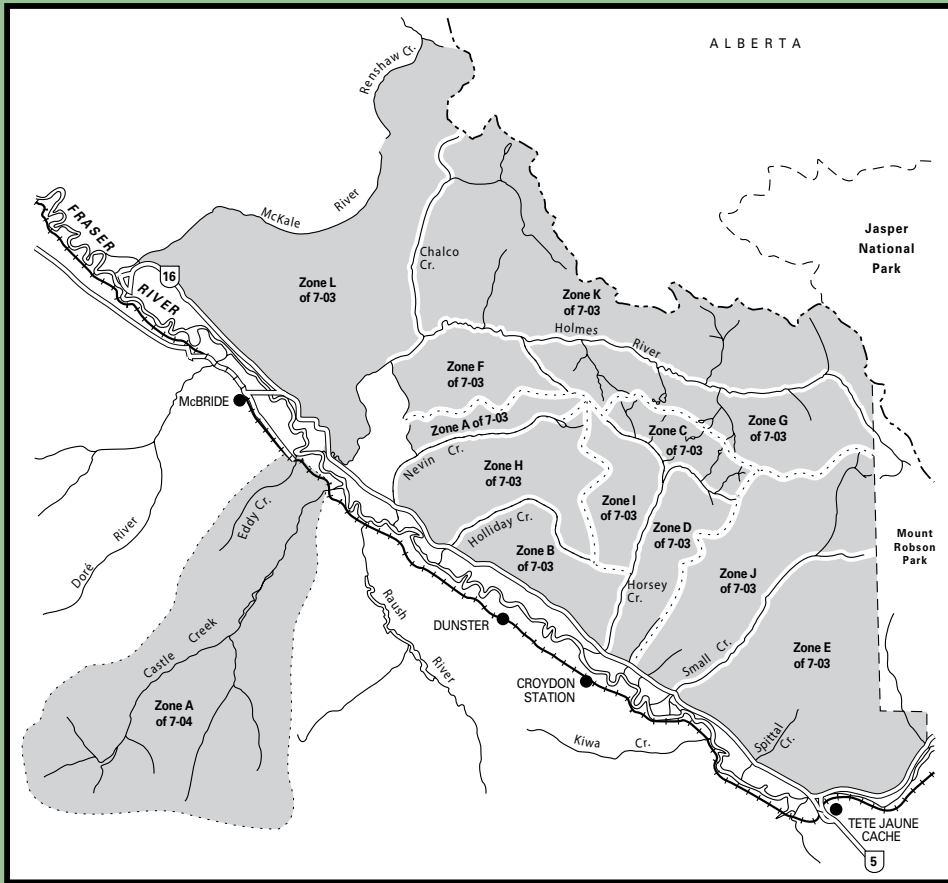 ALBERTA
Renshaw Cr.
McKale River
FRASER
RIVER
16
Chalco
Cr.
Jasper
National
Park
Zone L
of 7-03
Zone K
of 7-03
Holmes
River
Zone F
of 7-03
McBRIDE
Zone A of 7-03
Zone C
of 7-03
Zone G
of 7-03
Nevin Cr.
Zone H
of 7-03
Zone I
of 7-03
Zone D
of 7-03
Eddy Cr.
Holliday Cr.
Zone B
of 7-03
Mount
Robson
Park
Doré River
Horsey
Cr.
Zone J
of 7-03
Raush
River
DUNSTER
Castle Creek
Small Cr.
Zone E
of 7-03
CROYDON
STATION
Zone A
of 7-04
Kiwa Cr.
Spittal
Cr.
TETE JAUNE
CACHE
5